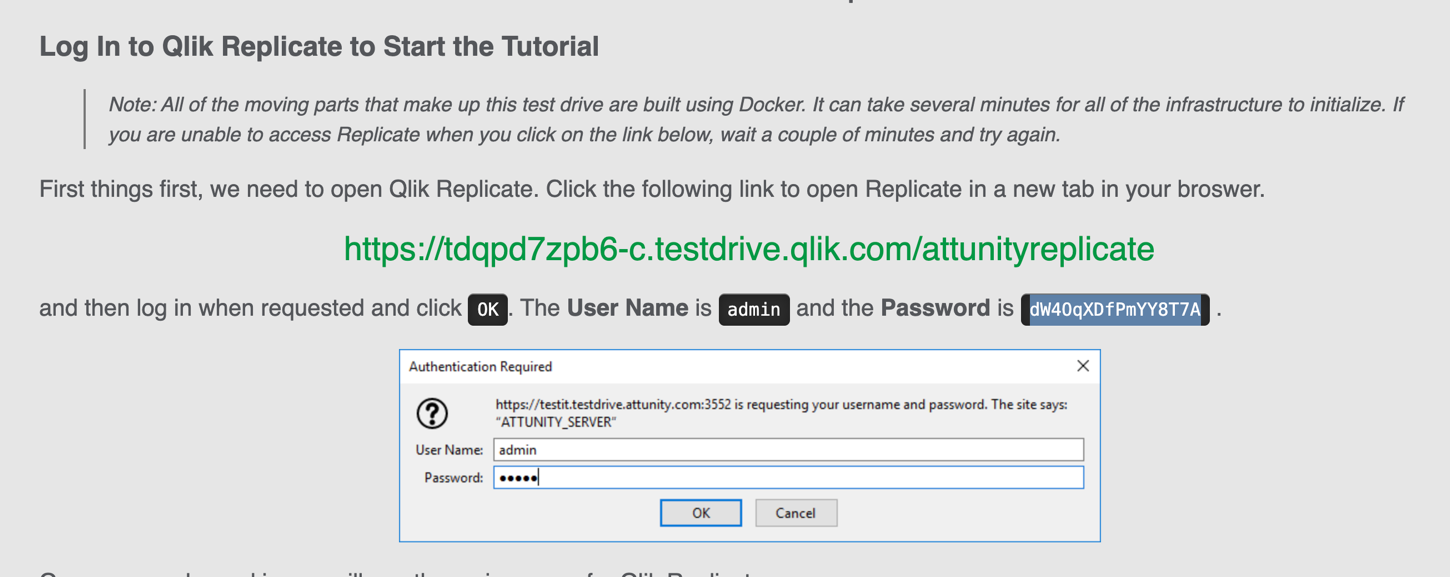 Log In to Qlik Replicate to Start the Tutorial
Note: All of the moving parts that make up this test drive are built using Docker. It can take several minutes for all of the infrastructure to initialize. If
you are unable to access Replicate when you click on the link below, wait a couple of minutes and try again.
First things first, we need to open Qlik Replicate. Click the following link to open Replicate in a new tab in your broswer.
https://tdqpd7zpb6-c.testdrive.qlik.com/attunityreplicate
and then log in when requested and click OK. The User Name is admin and the Password is dW4OqXDfPmYY8T7A .
Authentication Required
https://testit.testdrive.attunity.com:3552 is requesting your username and password. The site says:
"ATTUNITY_SERVER"
User Name: admin
Password: •••••
OK Cancel